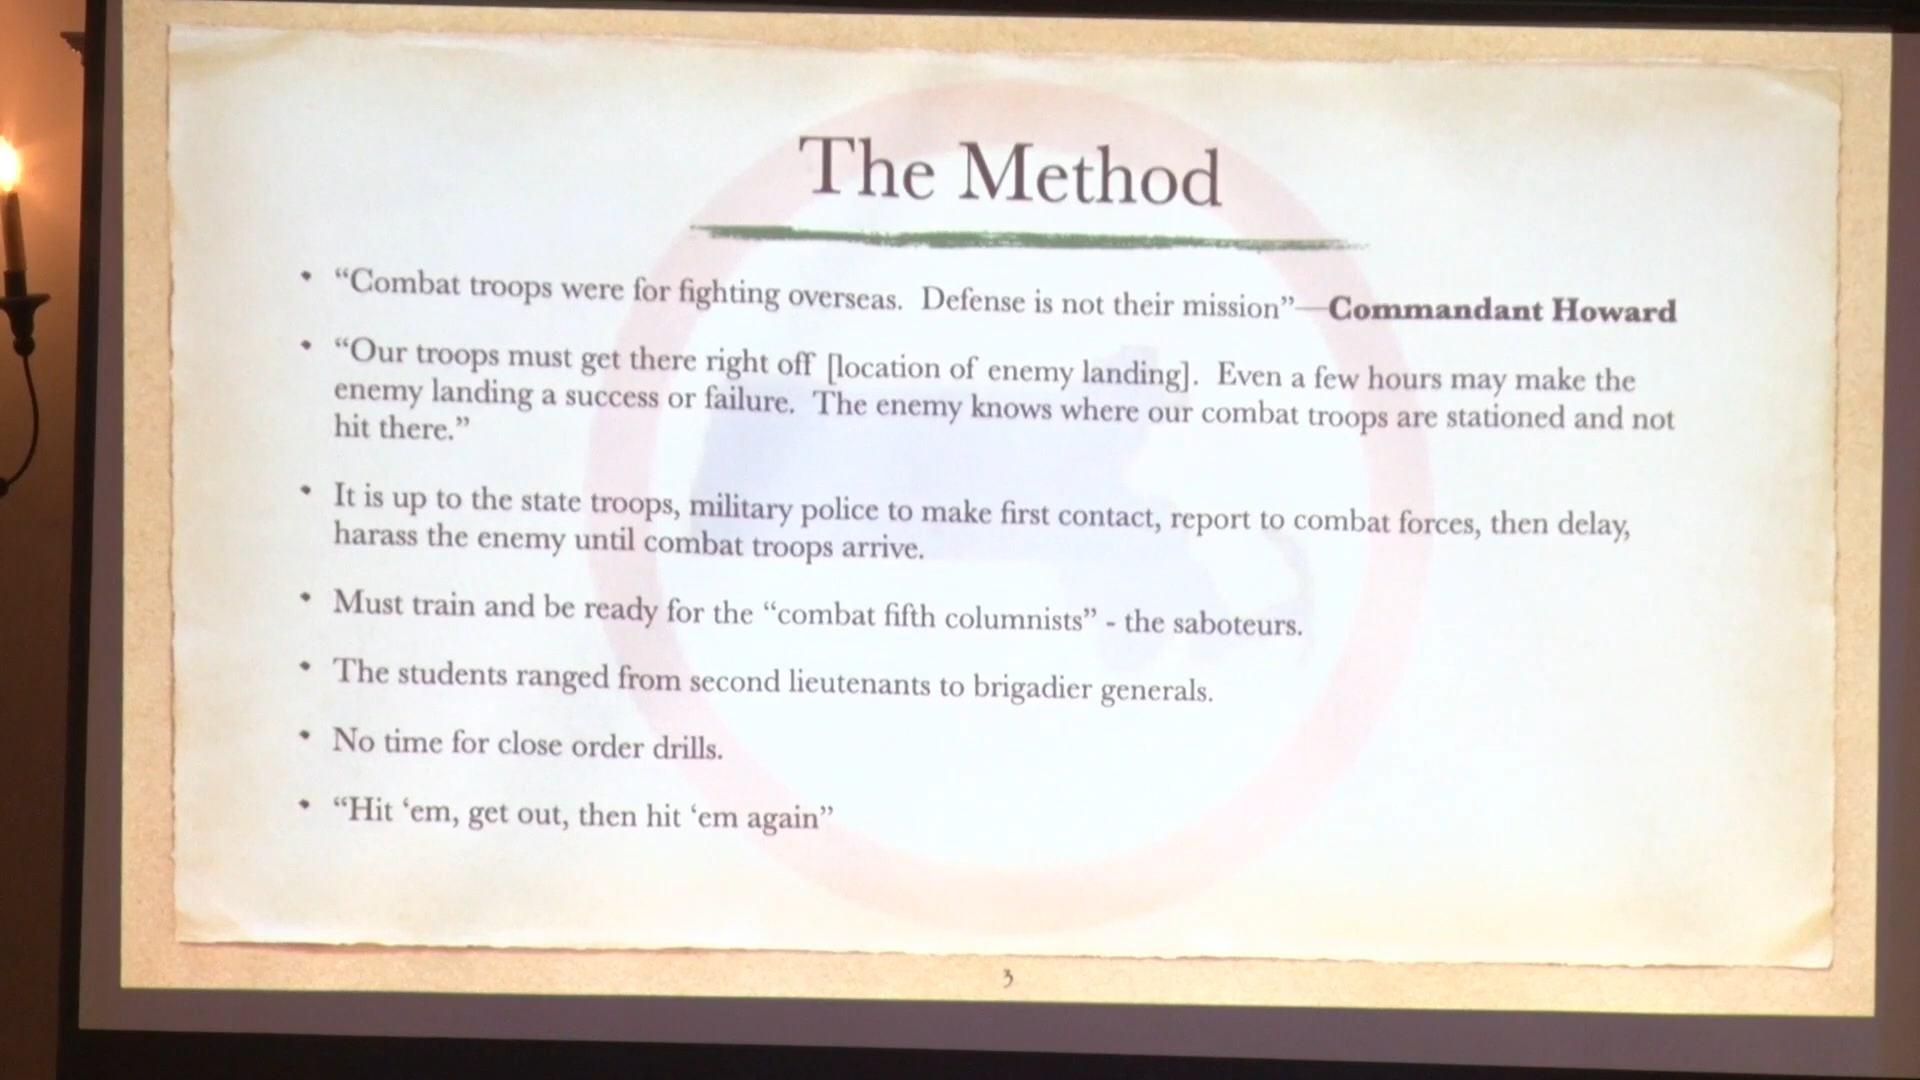 The Method
• “Combat troops were for fighting overseas.  Defense is not their mission”—Commandant Howard
• “Our troops must get there right off [location of enemy landing].  Even a few hours may make the
enemy landing a success or failure.  The enemy knows where our combat troops are stationed and not
hit there.”
• It is up to the state troops, military police to make first contact, report to combat forces, then delay,
harass the enemy until combat troops arrive.
• Must train and be ready for the “combat fifth columnists” - the saboteurs.
• The students ranged from second lieutenants to brigadier generals.
• No time for close order drills.
• “Hit ‘em, get out, then hit ‘em again”
3